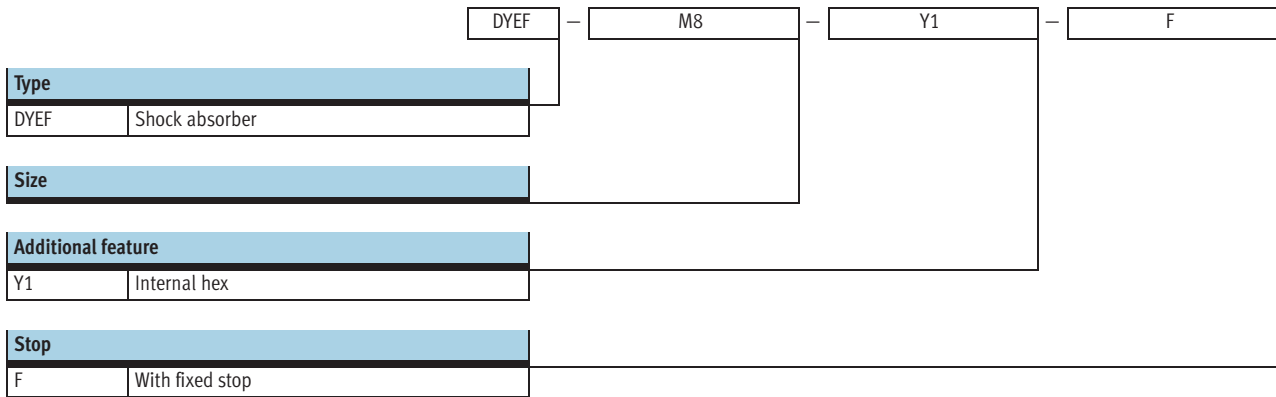 DYEF – M8 – Y1 – F
Type
DYEF Shock absorber
Size
Additional feature
Y1 Internal hex
Stop
F With fixed stop